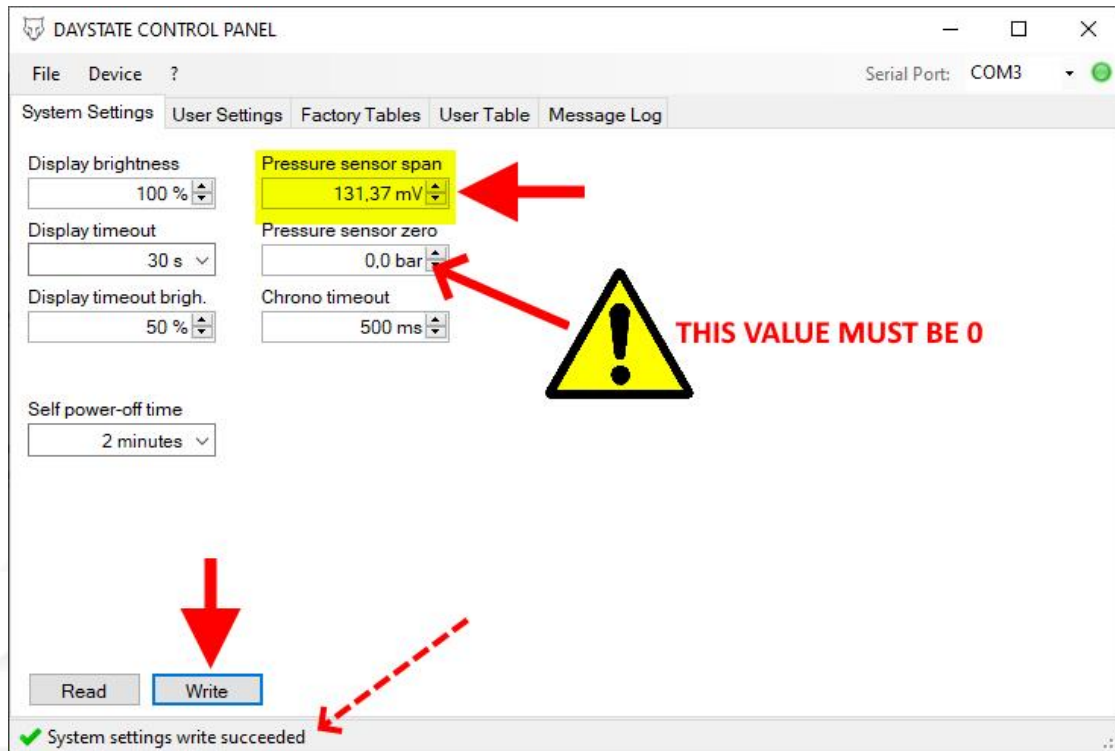 DAYSTATE CONTROL PANEL
File Device ? Serial Port: COM3
System Settings User Settings Factory Tables User Table Message Log
Display brightness Pressure sensor span
100 % 131,37 mV
Display timeout Pressure sensor zero
30 s 0,0 bar
Display timeout brigh. Chrono timeout
50 % 500 ms
THIS VALUE MUST BE 0
Self power-off time
2 minutes
Read Write
System settings write succeeded